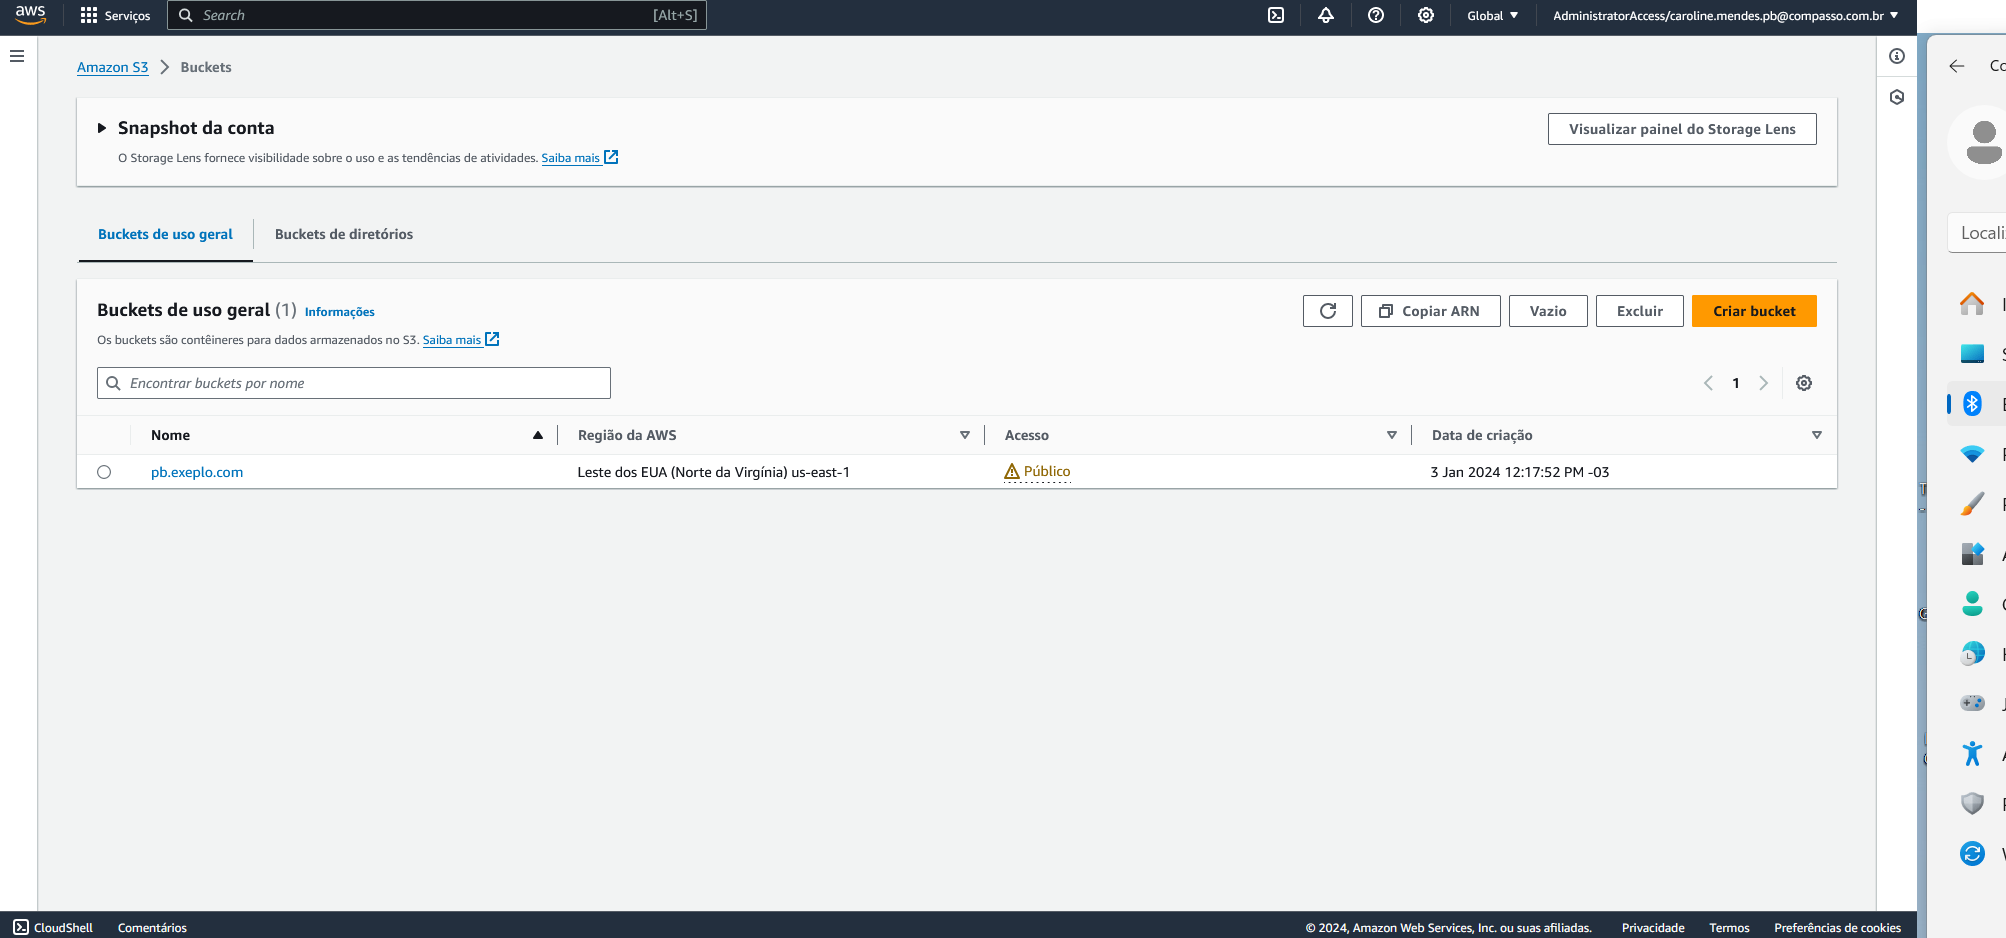 aws Serviços Search [Alt+S] Global AdministratorAccess/caroline.mendes.pb@compasso.com.br
Amazon S3 Buckets
Snapshot da conta
O Storage Lens fornece visibilidade sobre o uso e as tendências de atividades. Saiba mais
Visualizar painel do Storage Lens
Buckets de uso geral Buckets de diretórios
Buckets de uso geral (1) Informações
Os buckets são contêineres para dados armazenados no S3. Saiba mais
Copiar ARN Vazio Excluir Criar bucket
Encontrar buckets por nome
1
Nome Região da AWS Acesso Data de criação
pb.exeplo.com Leste dos EUA (Norte da Virgínia) us-east-1 Público 3 Jan 2024 12:17:52 PM -03
CloudShell Comentários © 2024, Amazon Web Services, Inc. ou suas afiliadas. Privacidade Termos Preferências de cookies